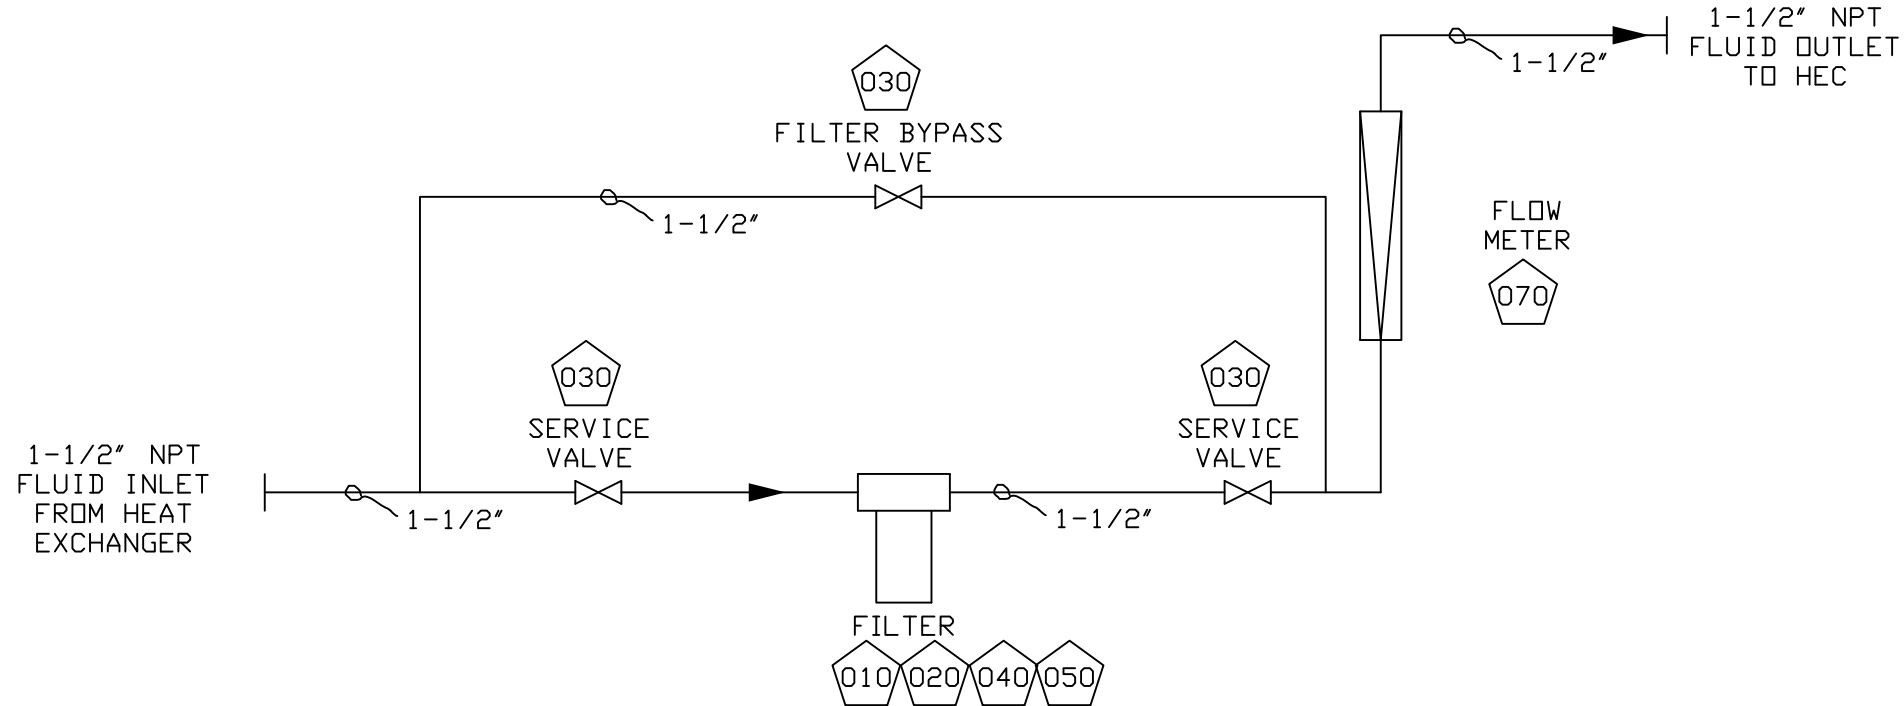 1-1/2" NPT
FLUID OUTLET
TO HEC
1-1/2"
030
FILTER BYPASS
VALVE
1-1/2"
FLOW
METER
070
030
SERVICE
VALVE
030
SERVICE
VALVE
1-1/2" NPT
FLUID INLET
FROM HEAT
EXCHANGER
1-1/2"
1-1/2"
FILTER
010 020 040 050